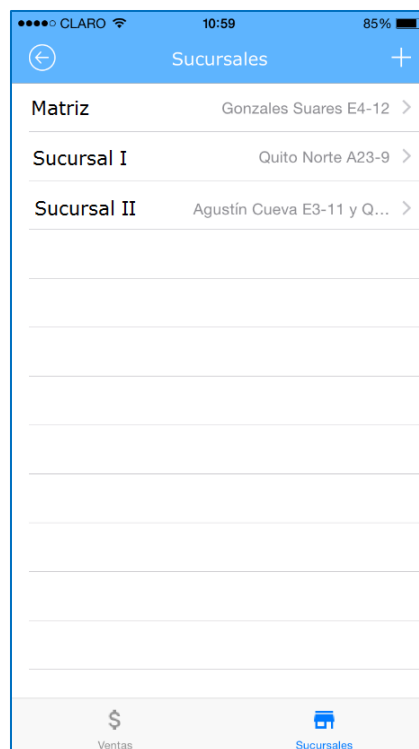 CLARO 10:59 85%
Sucursales
Matriz Gonzales Suares E4-12
Sucursal I Quito Norte A23-9
Sucursal II Agustín Cueva E3-11 y Q...
Ventas Sucursales